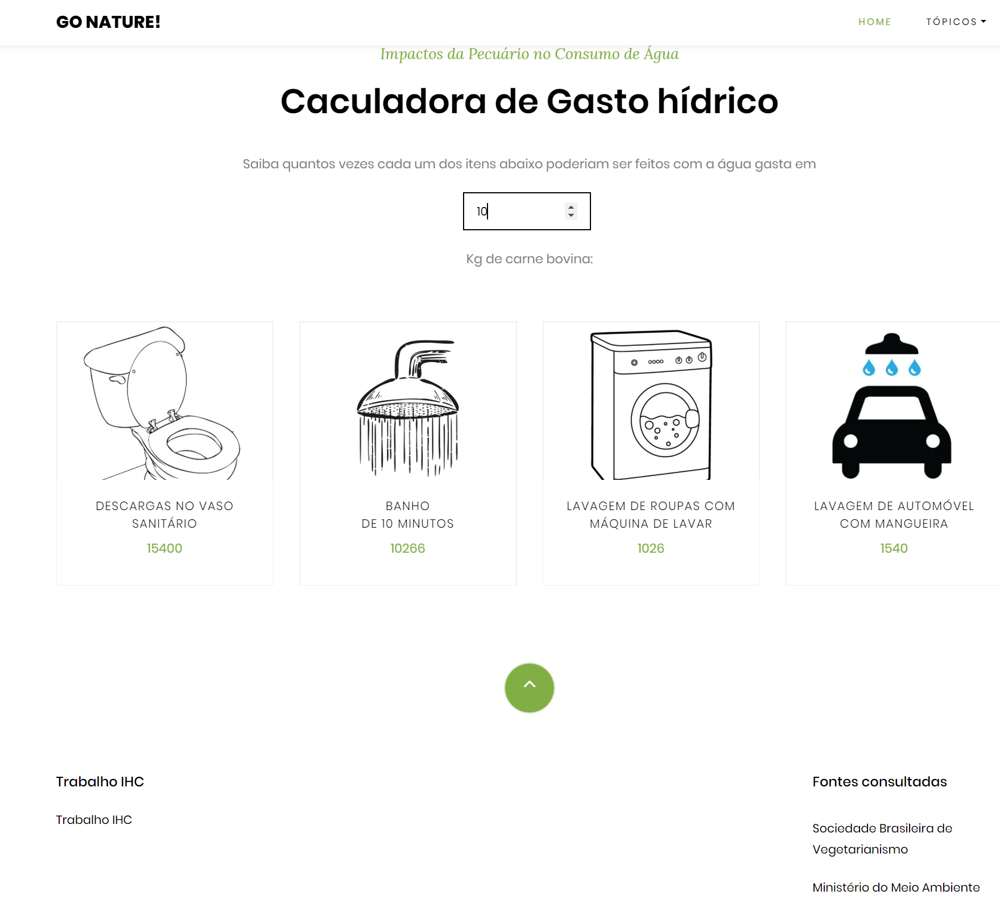 GO NATURE!
HOME
TÓPICOS
Impactos da Pecuário no Consumo de Água
Caculadora de Gasto hídrico
Saiba quantos vezes cada um dos itens abaixo poderiam ser feitos com a água gasta em
10
Kg de carne bovina:
DESCARGAS NO VASO
SANITÁRIO
15400
BANHO
DE 10 MINUTOS
10266
LAVAGEM DE ROUPAS COM
MÁQUINA DE LAVAR
1026
LAVAGEM DE AUTOMÓVEL
COM MANGUEIRA
1540
Trabalho IHC
Trabalho IHC
Fontes consultadas
Sociedade Brasileira de
Vegetarianismo
Ministério do Meio Ambiente